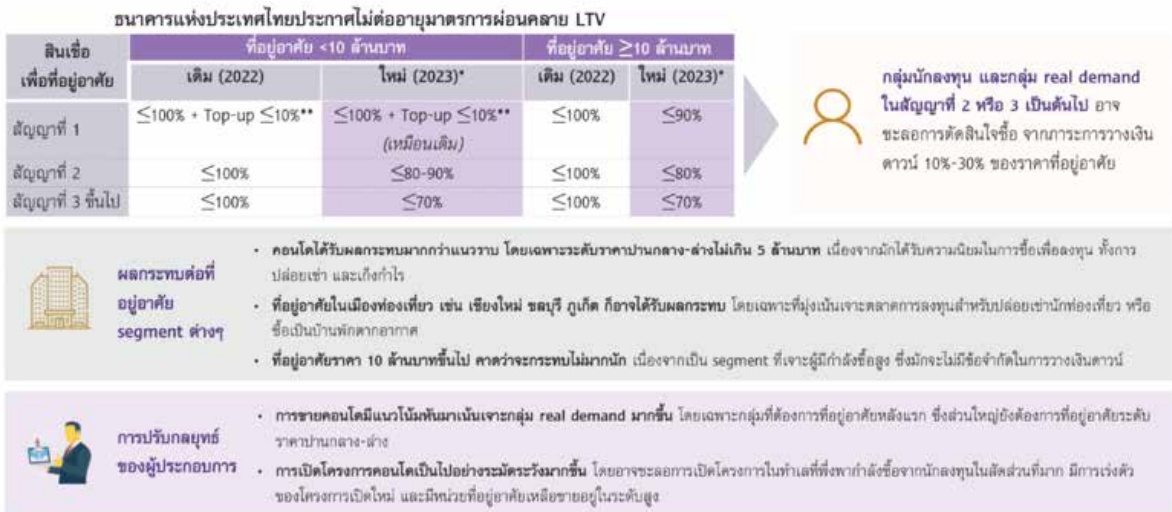 ธนาคารแห่งประเทศไทยประกาศไม่ต่ออายุมาตรการผ่อนคลาย LTV
สินเชื่อ
เพื่อที่อยู่อาศัย
ที่อยู่อาศัย <10 ล้านบาท
ที่อยู่อาศัย ≥10 ล้านบาท
เดิม (2022)
ใหม่ (2023)*
เดิม (2022)
ใหม่ (2023)*
สัญญาที่ 1
≤100% + Top-up ≤10%**
≤100% + Top-up ≤10%**
(เหมือนเดิม)
≤100%
≤90%
สัญญาที่ 2
≤100%
≤80-90%
≤100%
≤80%
สัญญาที่ 3 ขึ้นไป
≤100%
≤70%
≤100%
≤70%
กลุ่มนักลงทุน และกลุ่ม real demand
ในสัญญาที่ 2 หรือ 3 เป็นต้นไป อาจ
ชะลอการตัดสินใจซื้อ จากภาระการวางเงิน
ดาวน์ 10%-30% ของราคาที่อยู่อาศัย
ผลกระทบต่อที่
อยู่อาศัย
segment ต่างๆ
• คอนโดได้รับผลกระทบมากกว่าแนวราบ โดยเฉพาะระดับราคาปานกลาง-ล่างไม่เกิน 5 ล้านบาท เนื่องจากมักได้รับความนิยมในการซื้อเพื่อลงทุน ทั้งการ
ปล่อยเช่า และเก็งกำไร
• ที่อยู่อาศัยในเมืองท่องเที่ยว เช่น เชียงใหม่ ชลบุรี ภูเก็ต ก็อาจได้รับผลกระทบ โดยเฉพาะที่มุ่งเน้นเจาะตลาดการลงทุนสำหรับปล่อยเช่านักท่องเที่ยว หรือ
ซื้อเป็นบ้านพักตากอากาศ
• ที่อยู่อาศัยราคา 10 ล้านบาทขึ้นไป คาดว่าจะกระทบไม่มากนัก เนื่องจากเป็น segment ที่เจาะผู้มีกำลังซื้อสูง ซึ่งมักจะไม่มีข้อจำกัดในการวางเงินดาวน์
การปรับกลยุทธ์
ของผู้ประกอบการ
• การขายคอนโดมีแนวโน้มหันมาเน้นเจาะกลุ่ม real demand มากขึ้น โดยเฉพาะกลุ่มที่ต้องการที่อยู่อาศัยหลังแรก ซึ่งส่วนใหญ่ยังต้องการที่อยู่อาศัยระดับ
ราคาปานกลาง-ล่าง
• การเปิดโครงการคอนโดเป็นไปอย่างระมัดระวังมากขึ้น โดยอาจชะลอการเปิดโครงการในทำเลที่พึ่งพากำลังซื้อจากนักลงทุนในสัดส่วนที่มาก มีการเร่งตัว
ของโครงการเปิดใหม่ และมีหน่วยที่อยู่อาศัยเหลือขายอยู่ในระดับสูง